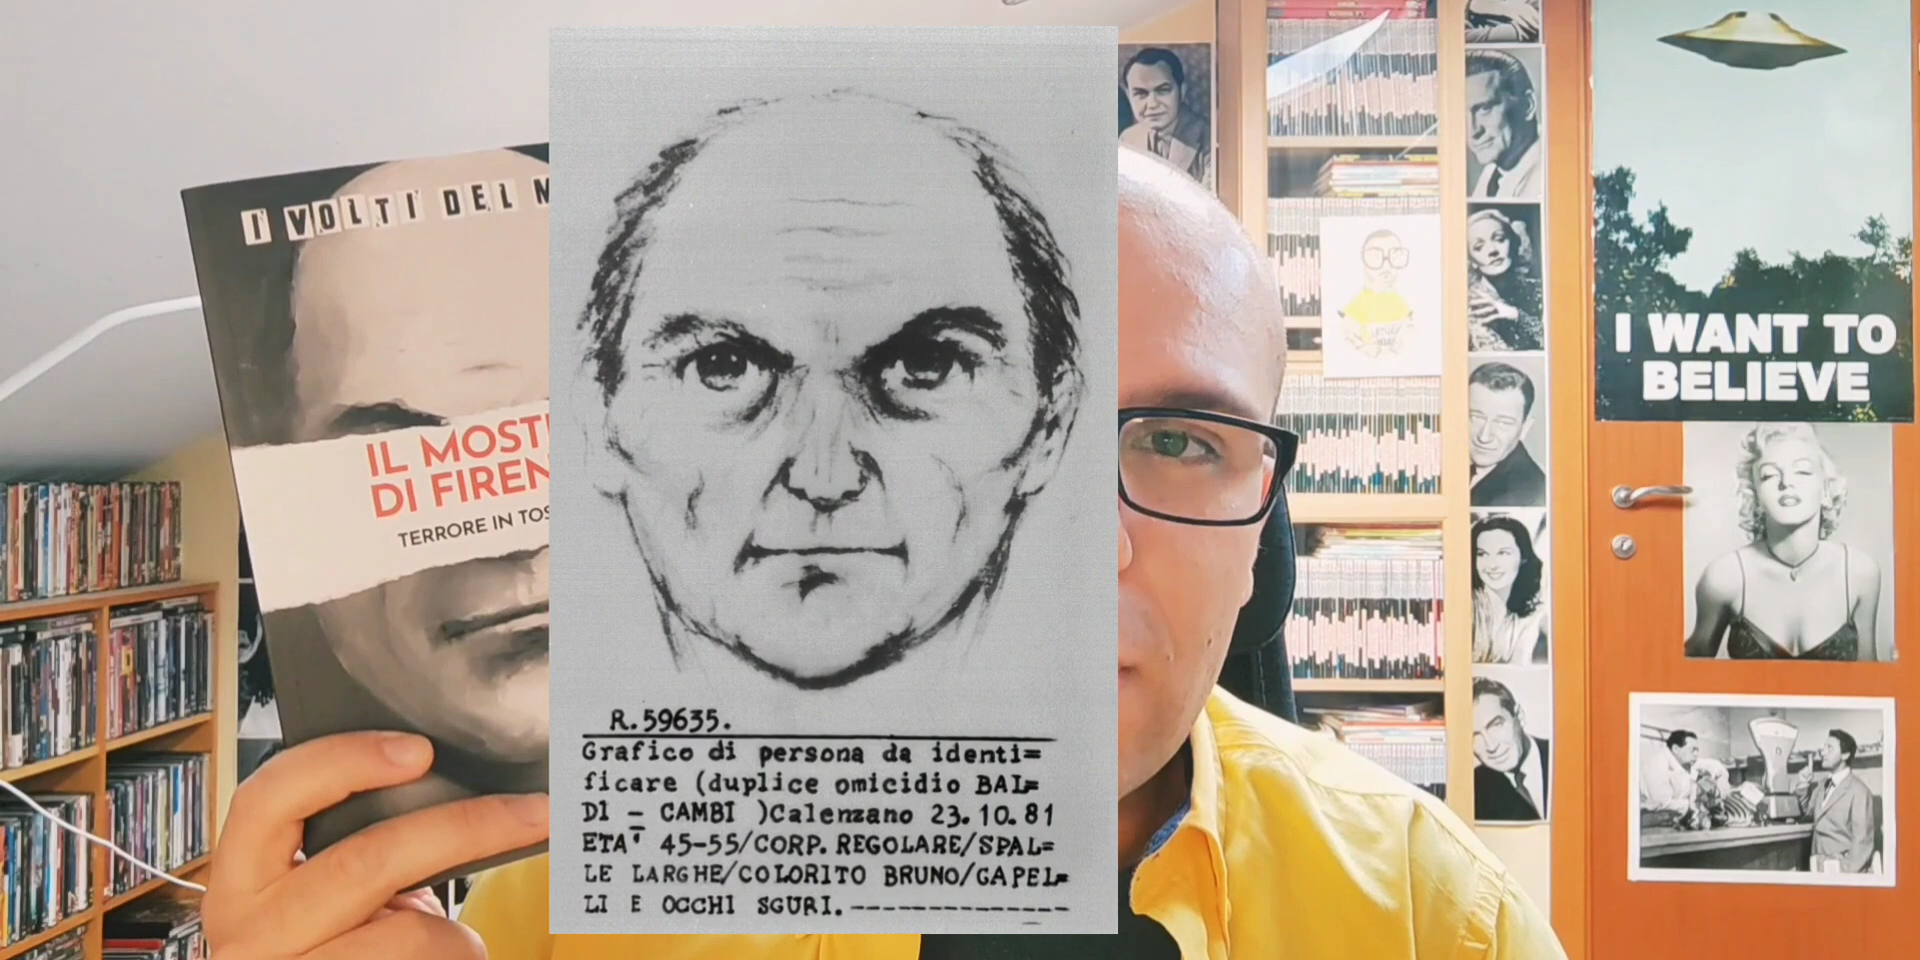 I VOLTI DEL M
IL MOST
DI FIREN
TERRORE IN TOS
R.59635.
Grafico di persona da identi=
ficare (duplice omicidio BAL=
DI - CAMBI )Calenzano 23.10.81
ETA' 45-55/CORP.REGOLARE/SPAL=
LE LARGHE/COLORITO BRUNO/CAPEL=
LI E OCCHI SCURI.--------------
I WANT TO
BELIEVE